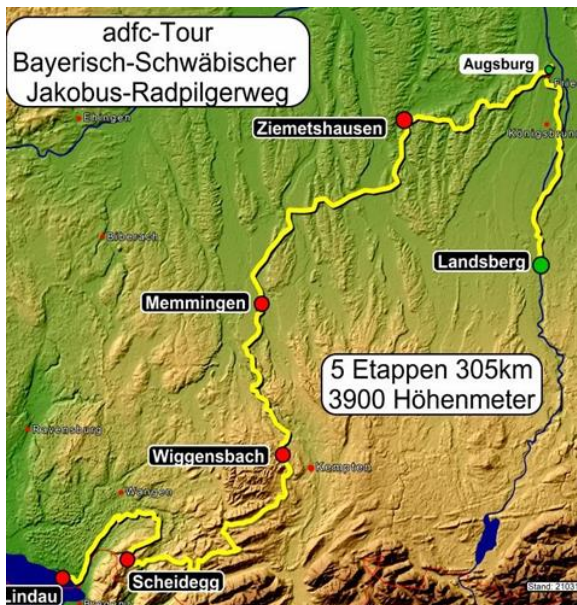 adfc-Tour
Bayerisch-Schwäbischer
Jakobus-Radpilgerweg
Augsburg
Ehingen
Ziemetshausen
Biberach
Landsberg
Memmingen
5 Etappen 305km
3900 Höhenmeter
Ravensburg
Wiggensbach
Kempten
Wangen
Scheidegg
Lindau